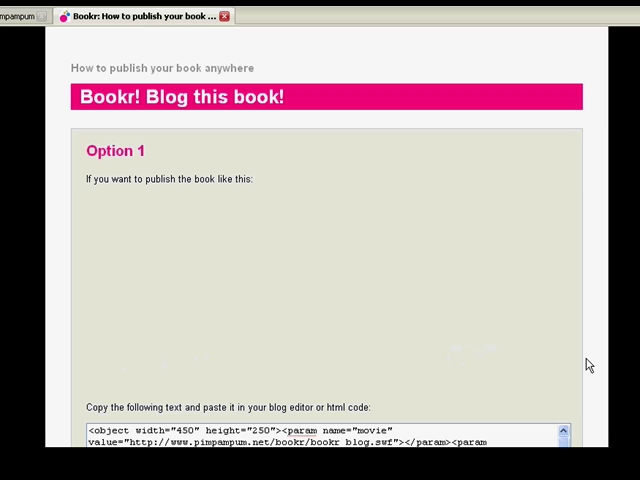 mpampum
Bookr: How to publish your book ...
How to publish your book anywhere
Bookr! Blog this book!
Option 1
If you want to publish the book like this:
Copy the following text and paste it in your blog editor or html code:
<object width="450" height="250"><param name="movie"
value="http://www.pimpampum.net/bookr/bookr_blog.swf"></param><param